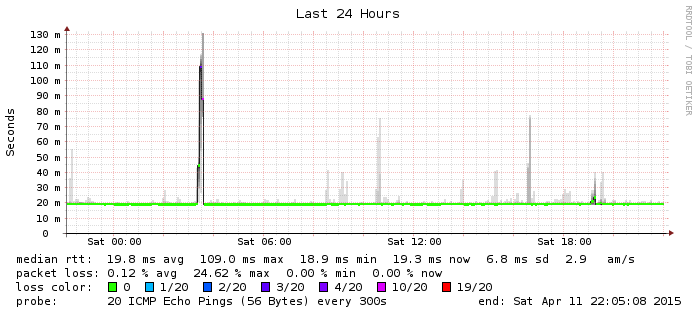 Last 24 Hours
RRDTOOL / TOBI OETIKER
Seconds
130 m
120 m
110 m
100 m
90 m
80 m
70 m
60 m
50 m
40 m
30 m
20 m
10 m
0
Sat 00:00 Sat 06:00 Sat 12:00 Sat 18:00
median rtt: 19.8 ms avg 109.0 ms max 18.9 ms min 19.3 ms now 6.8 ms sd 2.9 am/s
packet loss: 0.12 % avg 24.62 % max 0.00 % min 0.00 % now
loss color: 0 1/20 2/20 3/20 4/20 10/20 19/20
probe: 20 ICMP Echo Pings (56 Bytes) every 300s end: Sat Apr 11 22:05:08 2015